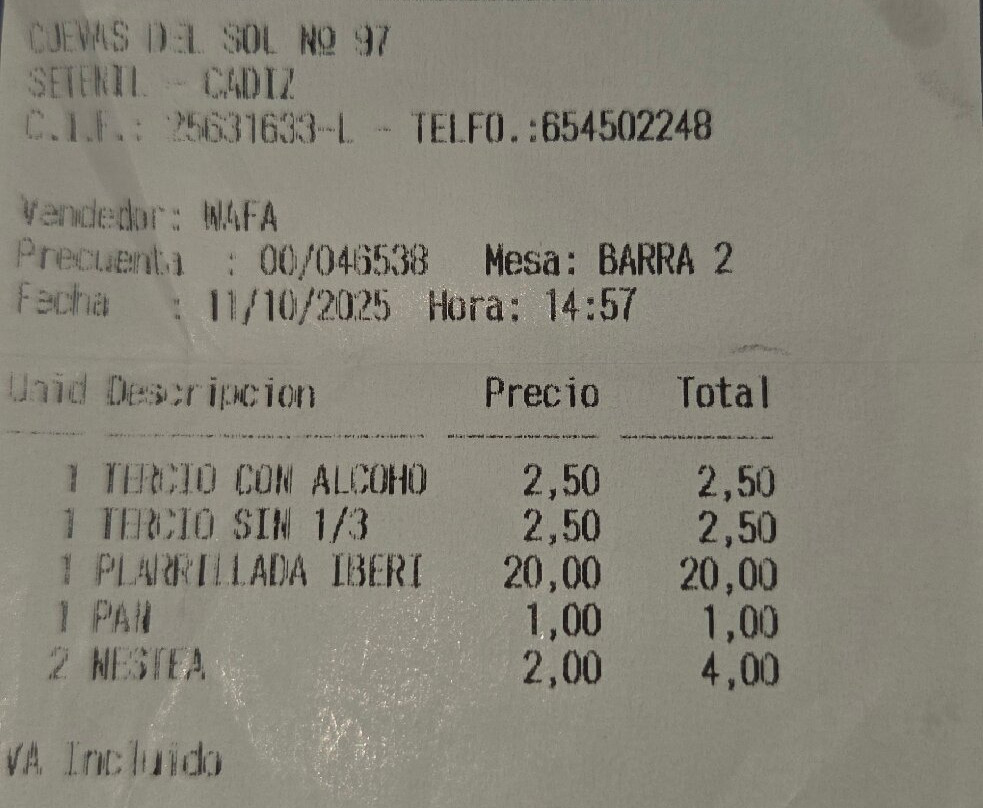 CUEVAS DEL SOL Nº 97
SETENIL - CADIZ
C.I.F.: 25631633-L - TELFO.:654502248
Vendedor: WAFA
Precuenta : 00/046538 Mesa: BARRA 2
Fecha : 11/10/2025 Hora: 14:57
Unid Descripcion Precio Total
1 TERCIO CON ALCOHO 2,50 2,50
1 TERCIO SIN 1/3 2,50 2,50
1 PLARRILLADA IBERI 20,00 20,00
1 PAN 1,00 1,00
2 NESTEA 2,00 4,00
VA Incluido